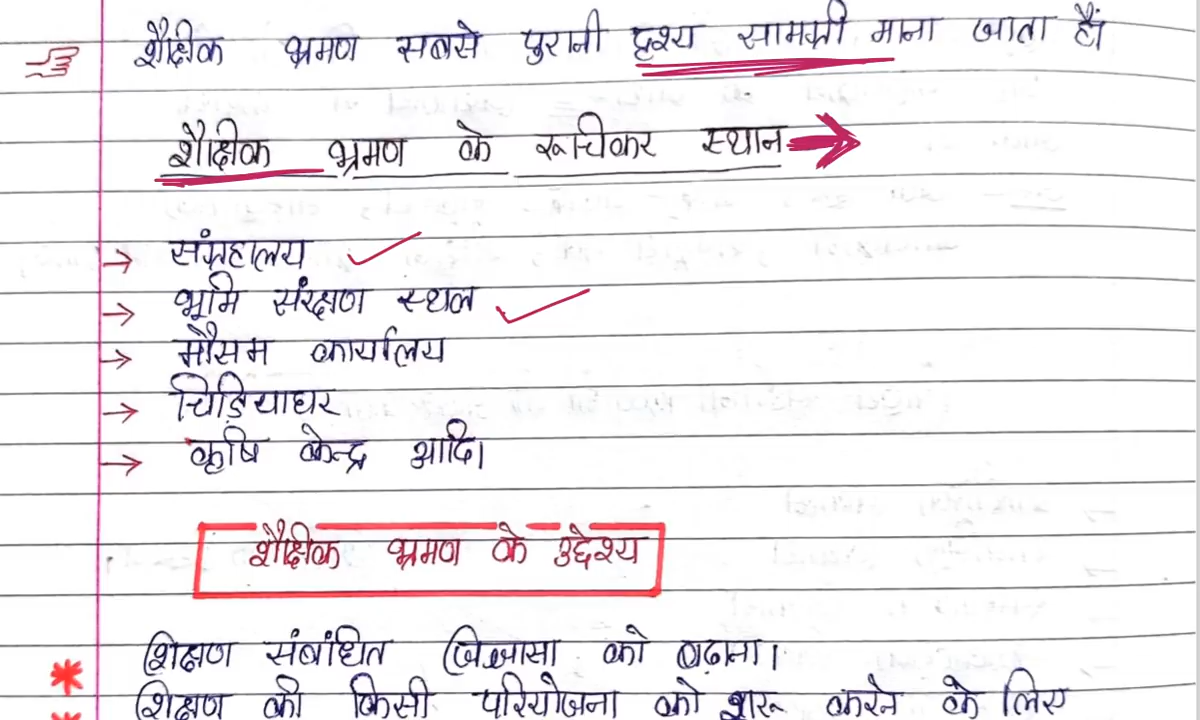 शैक्षीक भ्रमण सबसे पुरानी दृश्य सामग्री माना जाता हैं।
शैक्षीक भ्रमण के रूचिकर स्थान
→ संग्रहालय
→ भूमि संरक्षण स्थल
→ मौसम कार्यालय
→ चिड़ियाघर
→ कृषि केन्द्र आदि।
शैक्षीक भ्रमण के उद्देश्य
* शिक्षण संबंधित जिज्ञासा को बढाना।
शिक्षण की किसी परियोजना को शुरू करने के लिए